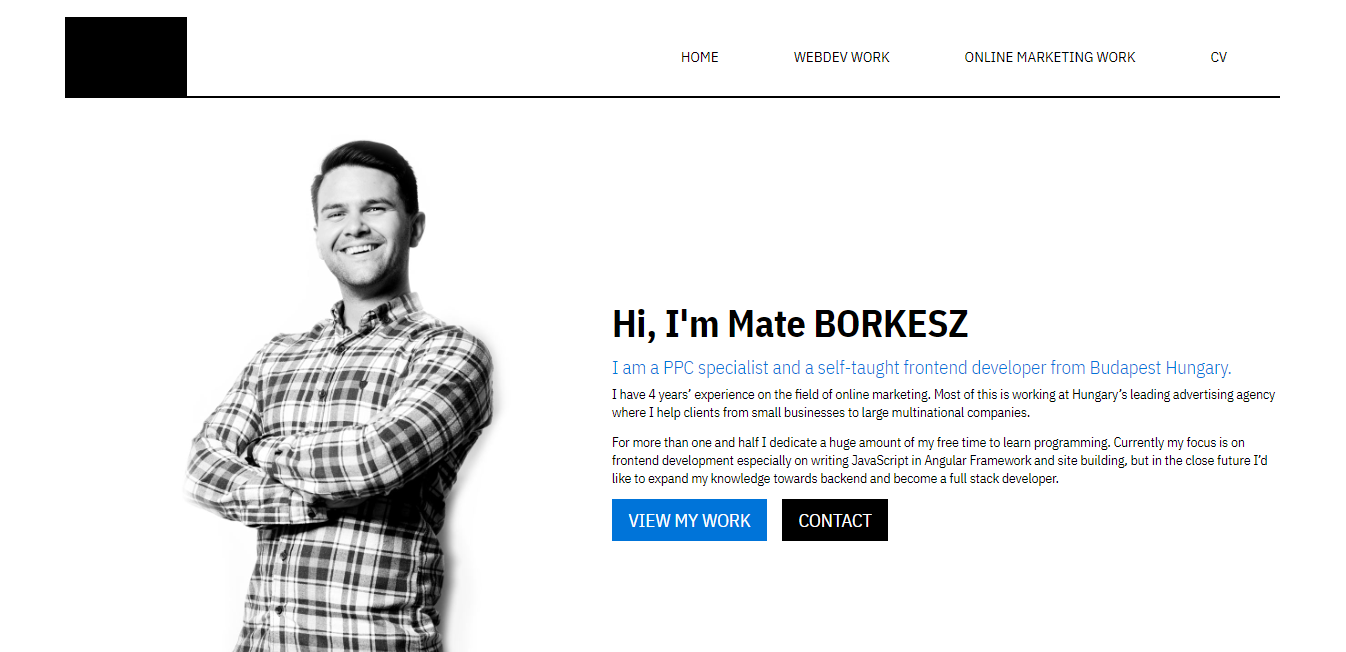 HOME WEBDEV WORK ONLINE MARKETING WORK CV
Hi, I'm Mate BORKESZ
I am a PPC specialist and a self-taught frontend developer from Budapest Hungary.
I have 4 years’ experience on the field of online marketing. Most of this is working at Hungary’s leading advertising agency
where I help clients from small businesses to large multinational companies.
For more than one and half I dedicate a huge amount of my free time to learn programming. Currently my focus is on
frontend development especially on writing JavaScript in Angular Framework and site building, but in the close future I’d
like to expand my knowledge towards backend and become a full stack developer.
VIEW MY WORK CONTACT